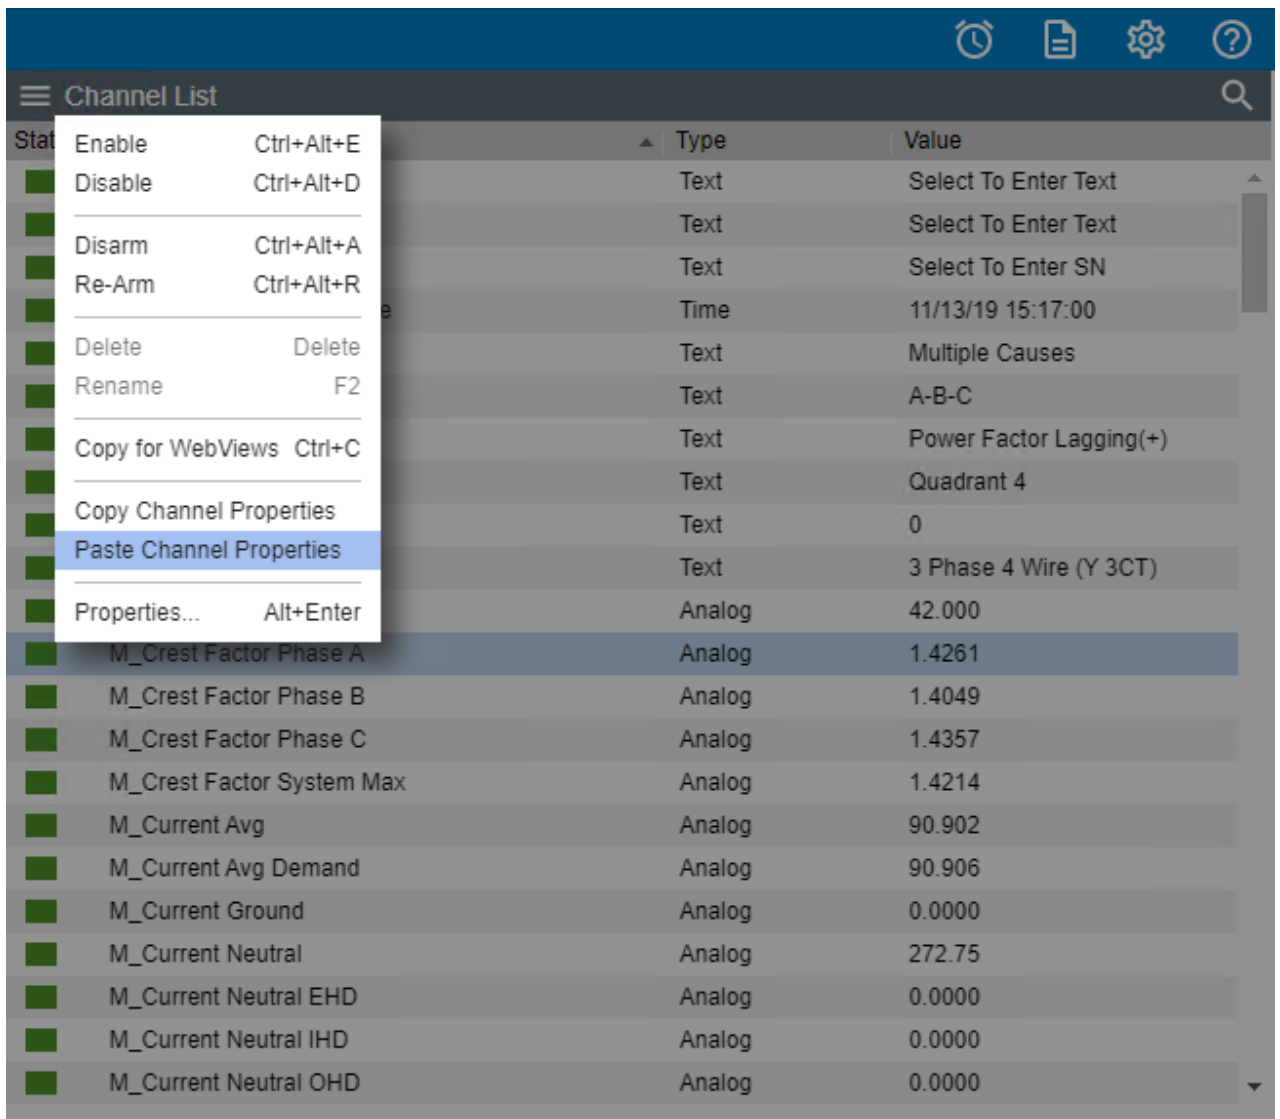 Channel List
Stat Type Value
Enable Ctrl+Alt+E
Disable Ctrl+Alt+D
Disarm Ctrl+Alt+A
Re-Arm Ctrl+Alt+R
Delete Delete
Rename F2
Copy for WebViews Ctrl+C
Copy Channel Properties
Paste Channel Properties
Properties... Alt+Enter
Text Select To Enter Text
Text Select To Enter Text
Text Select To Enter SN
e Time 11/13/19 15:17:00
Text Multiple Causes
Text A-B-C
Text Power Factor Lagging(+)
Text Quadrant 4
Text 0
Text 3 Phase 4 Wire (Y 3CT)
Analog 42.000
M_Crest Factor Phase A Analog 1.4261
M_Crest Factor Phase B Analog 1.4049
M_Crest Factor Phase C Analog 1.4357
M_Crest Factor System Max Analog 1.4214
M_Current Avg Analog 90.902
M_Current Avg Demand Analog 90.906
M_Current Ground Analog 0.0000
M_Current Neutral Analog 272.75
M_Current Neutral EHD Analog 0.0000
M_Current Neutral IHD Analog 0.0000
M_Current Neutral OHD Analog 0.0000